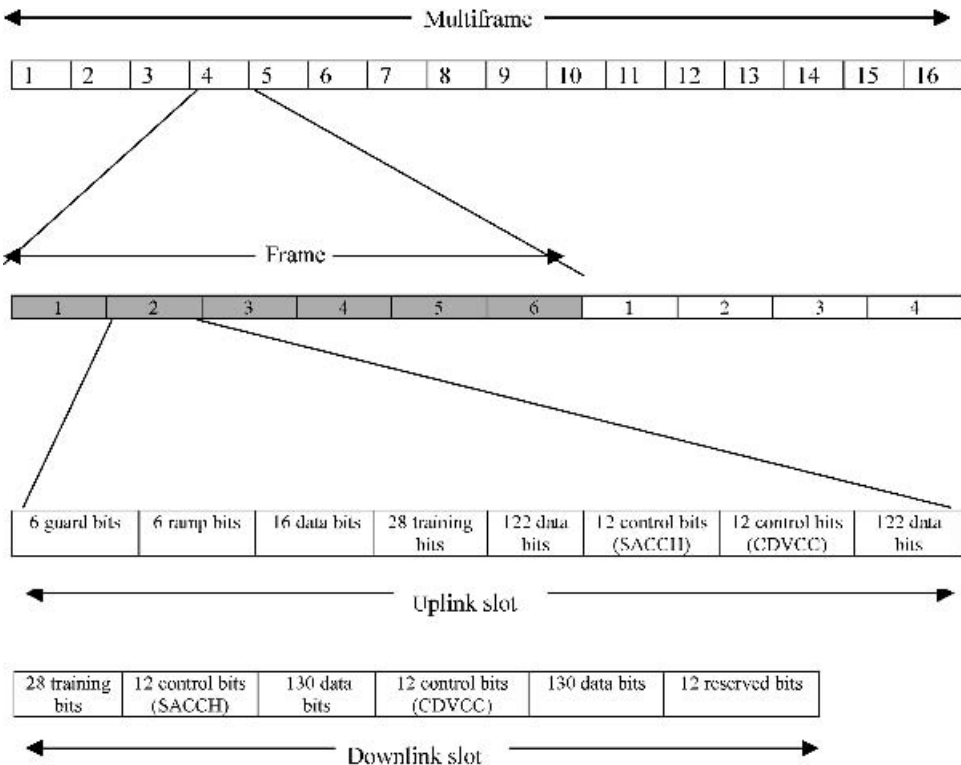 Multiframe
1 2 3 4 5 6 7 8 9 10 11 12 13 14 15 16
Frame
1 2 3 4 5 6 1 2 3 4
6 guard bits 6 ramp bits 16 data bits 28 training 122 data 12 control bits 12 control bits 122 data
bits bits (SACCH) (CDVCC) bits
Uplink slot
28 training 12 control bits 130 data 12 control bits 130 data bits 12 reserved bits
bits (SACCH) bits (CDVCC)
Downlink slot